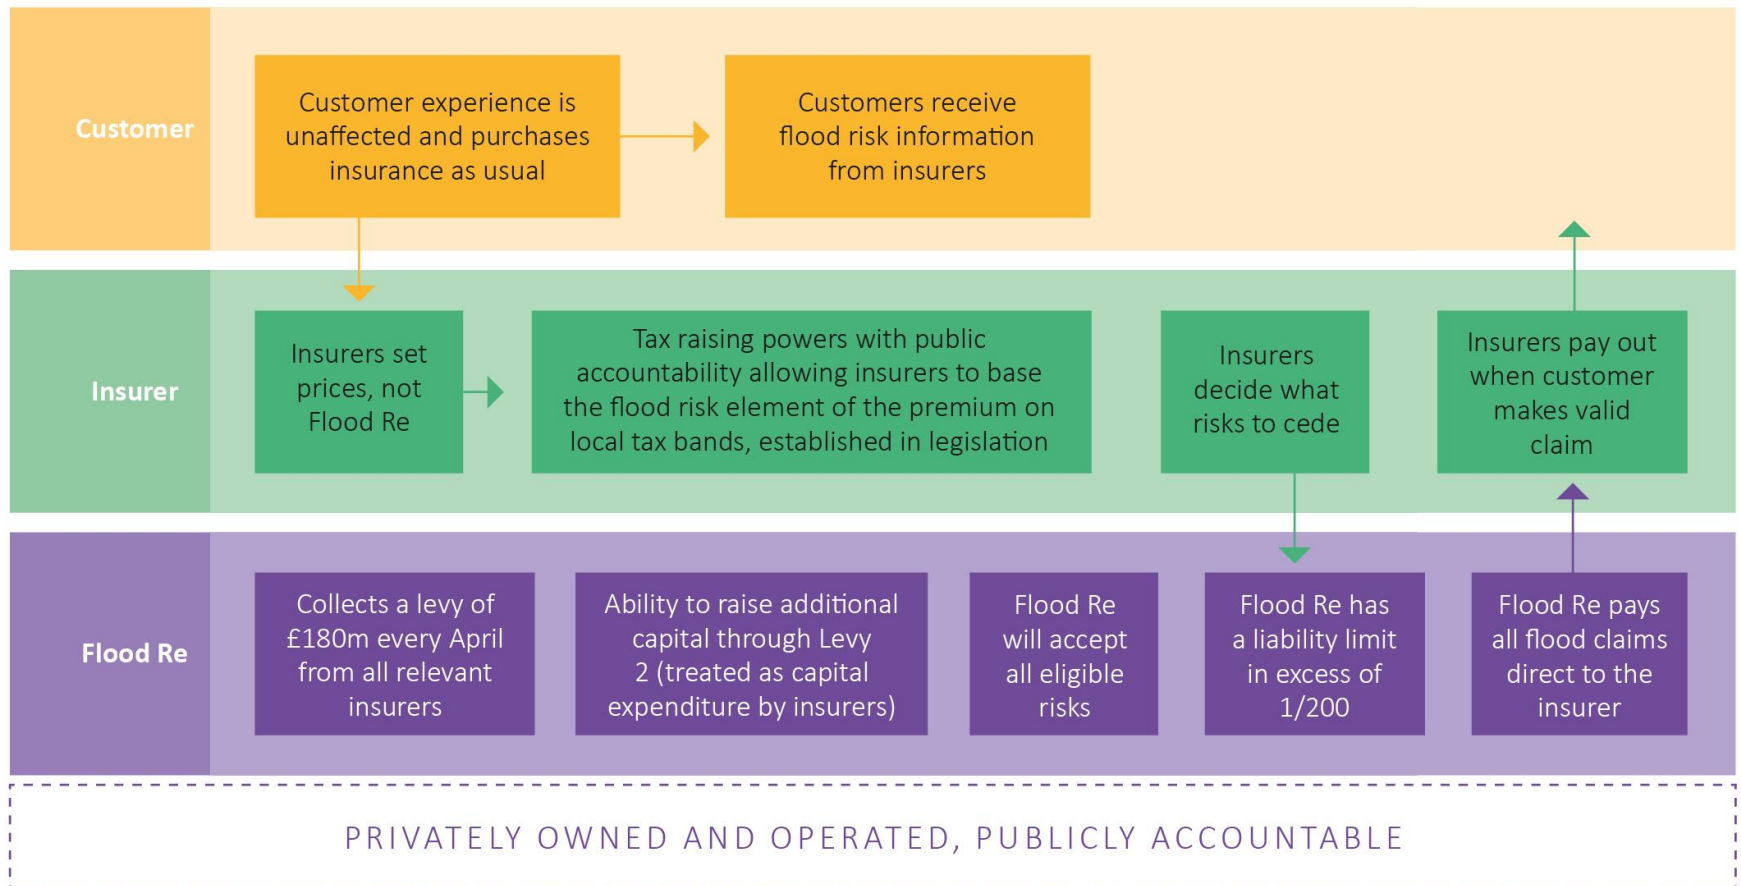 Customer
Customer experience is
unaffected and purchases
insurance as usual
Customers receive
flood risk information
from insurers
Insurer
Insurers set
prices, not
Flood Re
Tax raising powers with public
accountability allowing insurers to base
the flood risk element of the premium on
local tax bands, established in legislation
Insurers
decide what
risks to cede
Insurers pay out
when customer
makes valid
claim
Flood Re
Collects a levy of
£180m every April
from all relevant
insurers
Ability to raise additional
capital through Levy
2 (treated as capital
expenditure by insurers)
Flood Re
will accept
all eligible
risks
Flood Re has
a liability limit
in excess of
1/200
Flood Re pays
all flood claims
direct to the
insurer
PRIVATELY OWNED AND OPERATED, PUBLICLY ACCOUNTABLE